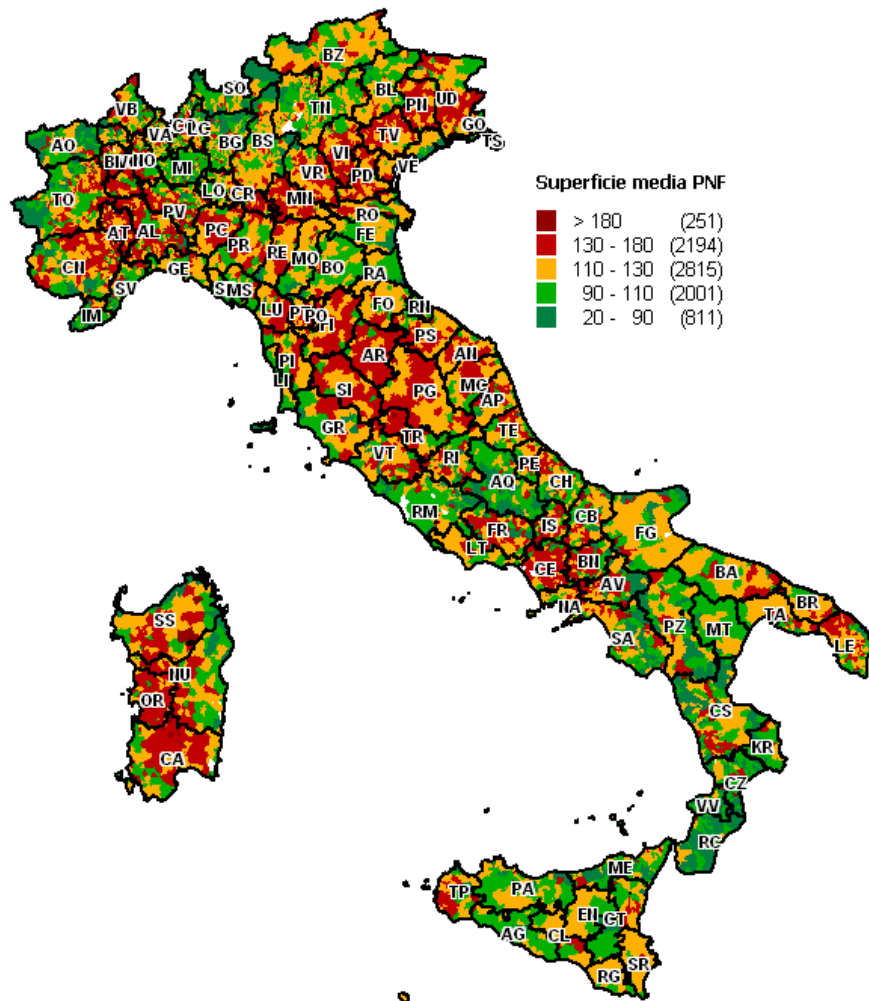 BZ
SO
BL
VB
TN
PN
UD
VA
LC
GO
AO
BG
BS
TV
TS
BI
NO
VI
VE
MI
VR
PD
TO
LO
CR
MN
PV
RO
AT
AL
PC
FE
PR
RE
CN
MO
BO
GE
RA
SV
MS
IM
LU
PO
FO
RN
FI
PS
AR
AN
PI
LI
MC
SI
PG
AP
GR
TR
TE
VT
RI
PE
AQ
CH
RM
CB
FR
IS
FG
LT
CE
BN
BA
AV
NA
BR
SS
PZ
MT
TA
SA
LE
NU
OR
CS
KR
CA
CZ
VV
RC
ME
TP
PA
EN
CT
AG
CL
SR
RG
Superficie media PNF
> 180 (251)
130 - 180 (2194)
110 - 130 (2815)
90 - 110 (2001)
20 - 90 (811)